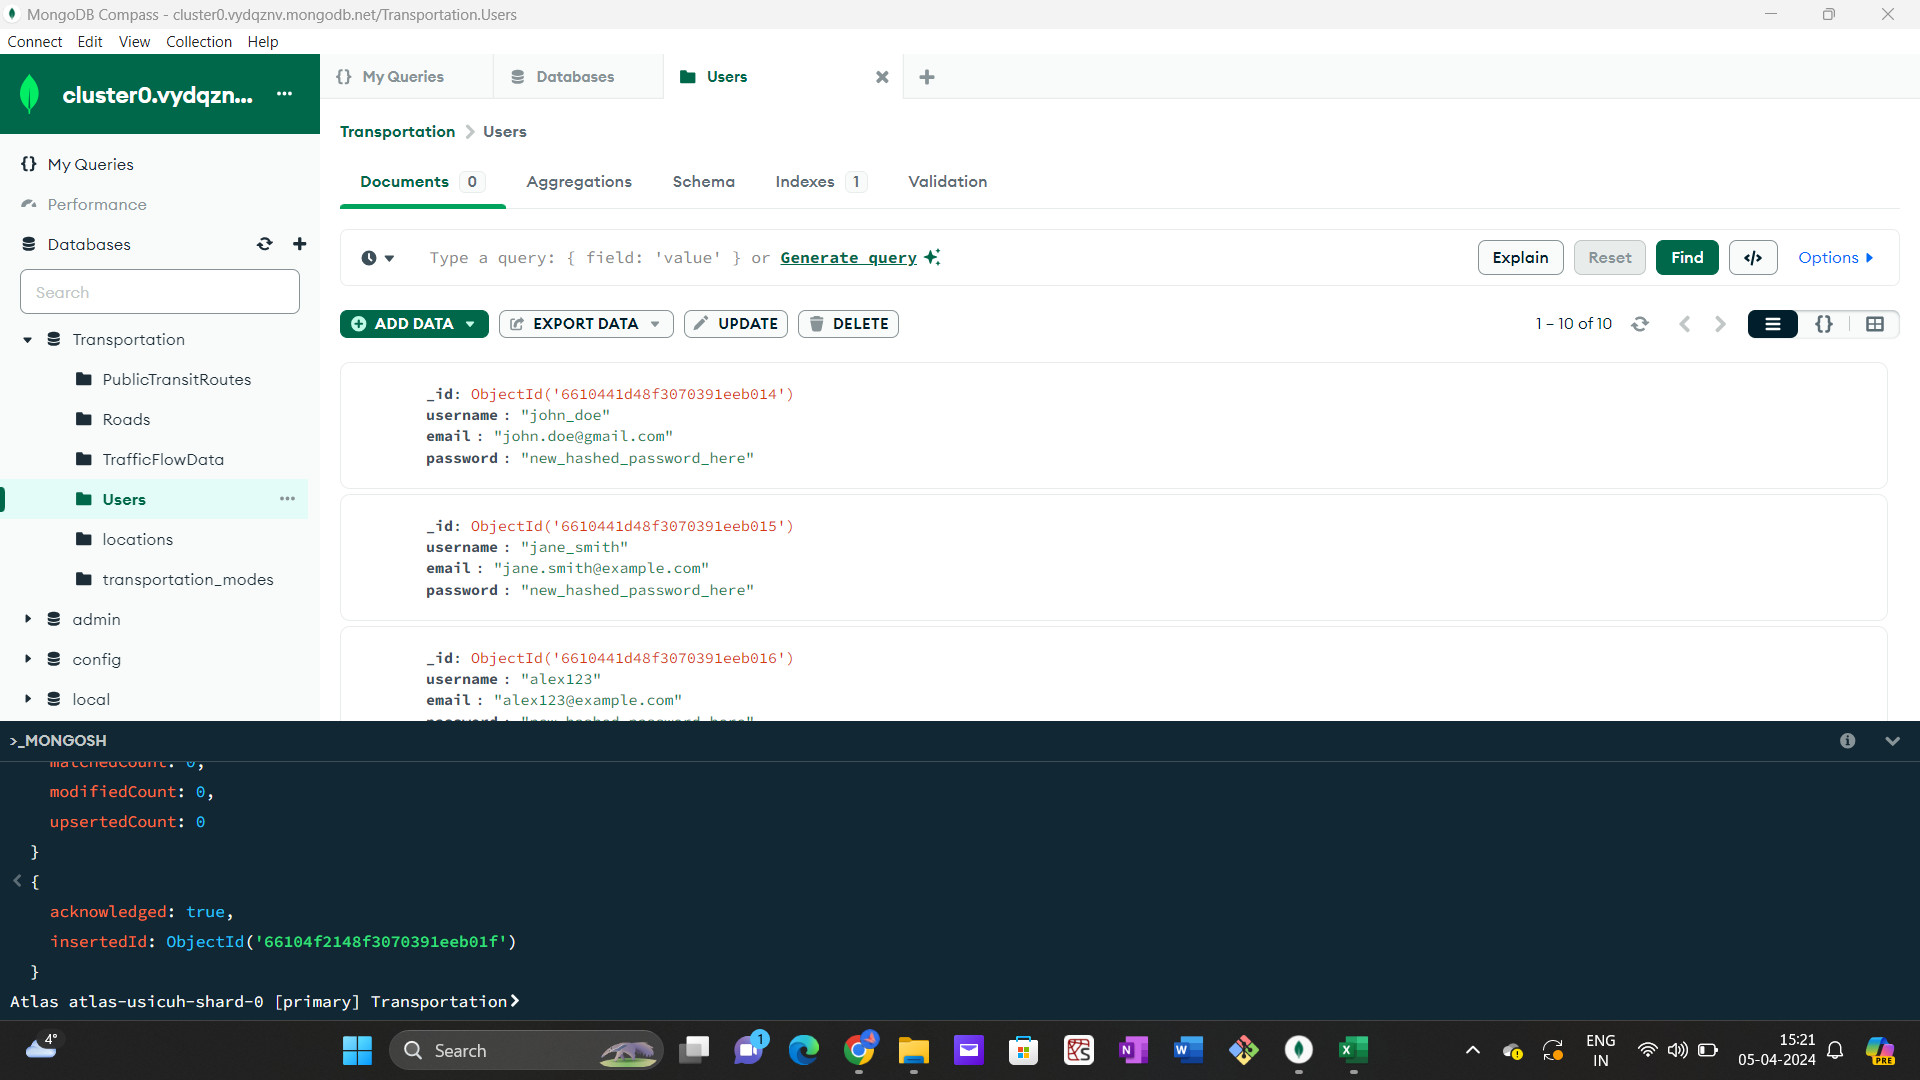 MongoDB Compass - cluster0.vydqznv.mongodb.net/Transportation.Users
Connect Edit View Collection Help
cluster0.vydqzn... ...
My Queries
Databases
Users
{} My Queries
Performance
Databases
Search
Transportation
PublicTransitRoutes
Roads
TrafficFlowData
Users ...
locations
transportation_modes
admin
config
local
Transportation > Users
Documents 0 Aggregations Schema Indexes 1 Validation
Type a query: { field: 'value' } or Generate query
Explain Reset Find </> Options
ADD DATA EXPORT DATA UPDATE DELETE
1 – 10 of 10
{}
_id: ObjectId('6610441d48f3070391eeb014')
username : "john_doe"
email : "john.doe@gmail.com"
password : "new_hashed_password_here"
_id: ObjectId('6610441d48f3070391eeb015')
username : "jane_smith"
email : "jane.smith@example.com"
password : "new_hashed_password_here"
_id: ObjectId('6610441d48f3070391eeb016')
username : "alex123"
email : "alex123@example.com"
password : "new_hashed_password_here"
>_MONGOSH
matchedCount: 0,
modifiedCount: 0,
upsertedCount: 0
}
< {
acknowledged: true,
insertedId: ObjectId('66104f2148f3070391eeb01f')
}
Atlas atlas-usicuh-shard-0 [primary] Transportation>
4°
Search
1
ENG
IN
15:21
05-04-2024
PRE